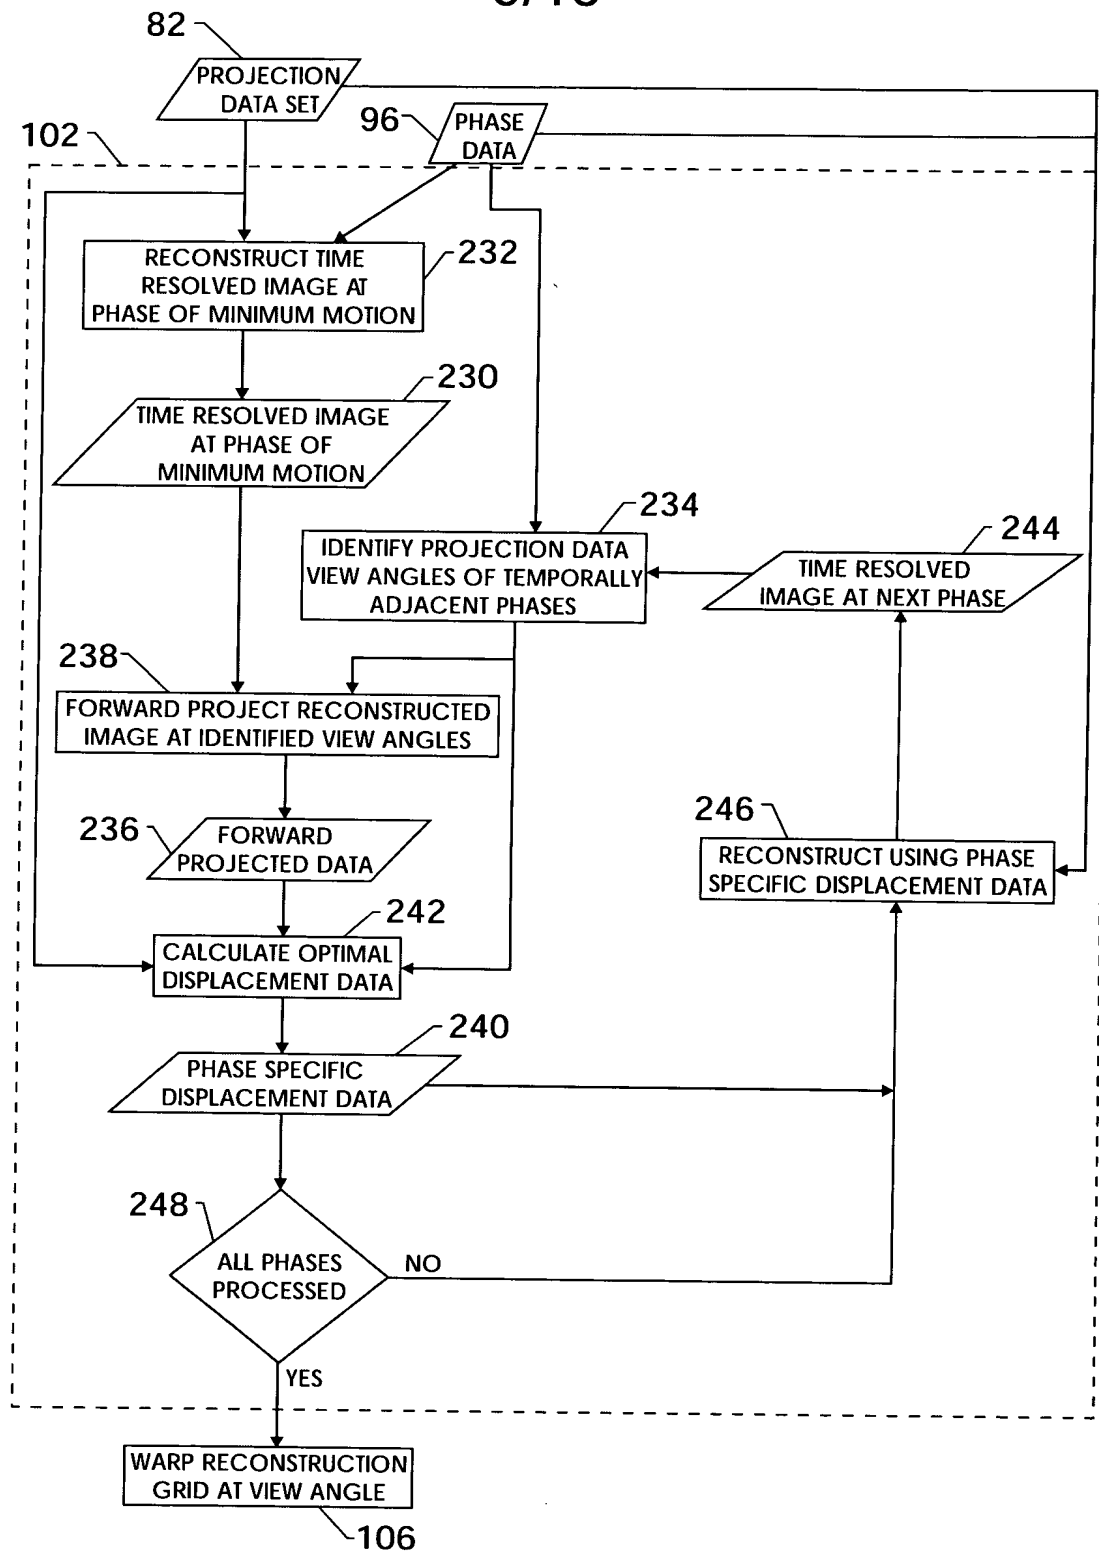 82
PROJECTION
DATA SET
96
PHASE
DATA
102
RECONSTRUCT TIME
RESOLVED IMAGE AT
PHASE OF MINIMUM MOTION
232
230
TIME RESOLVED IMAGE
AT PHASE OF
MINIMUM MOTION
234
IDENTIFY PROJECTION DATA
VIEW ANGLES OF TEMPORALLY
ADJACENT PHASES
244
TIME RESOLVED
IMAGE AT NEXT PHASE
238
FORWARD PROJECT RECONSTRUCTED
IMAGE AT IDENTIFIED VIEW ANGLES
236
FORWARD
PROJECTED DATA
246
RECONSTRUCT USING PHASE
SPECIFIC DISPLACEMENT DATA
242
CALCULATE OPTIMAL
DISPLACEMENT DATA
240
PHASE SPECIFIC
DISPLACEMENT DATA
248
ALL PHASES
PROCESSED
NO
YES
WARP RECONSTRUCTION
GRID AT VIEW ANGLE
106